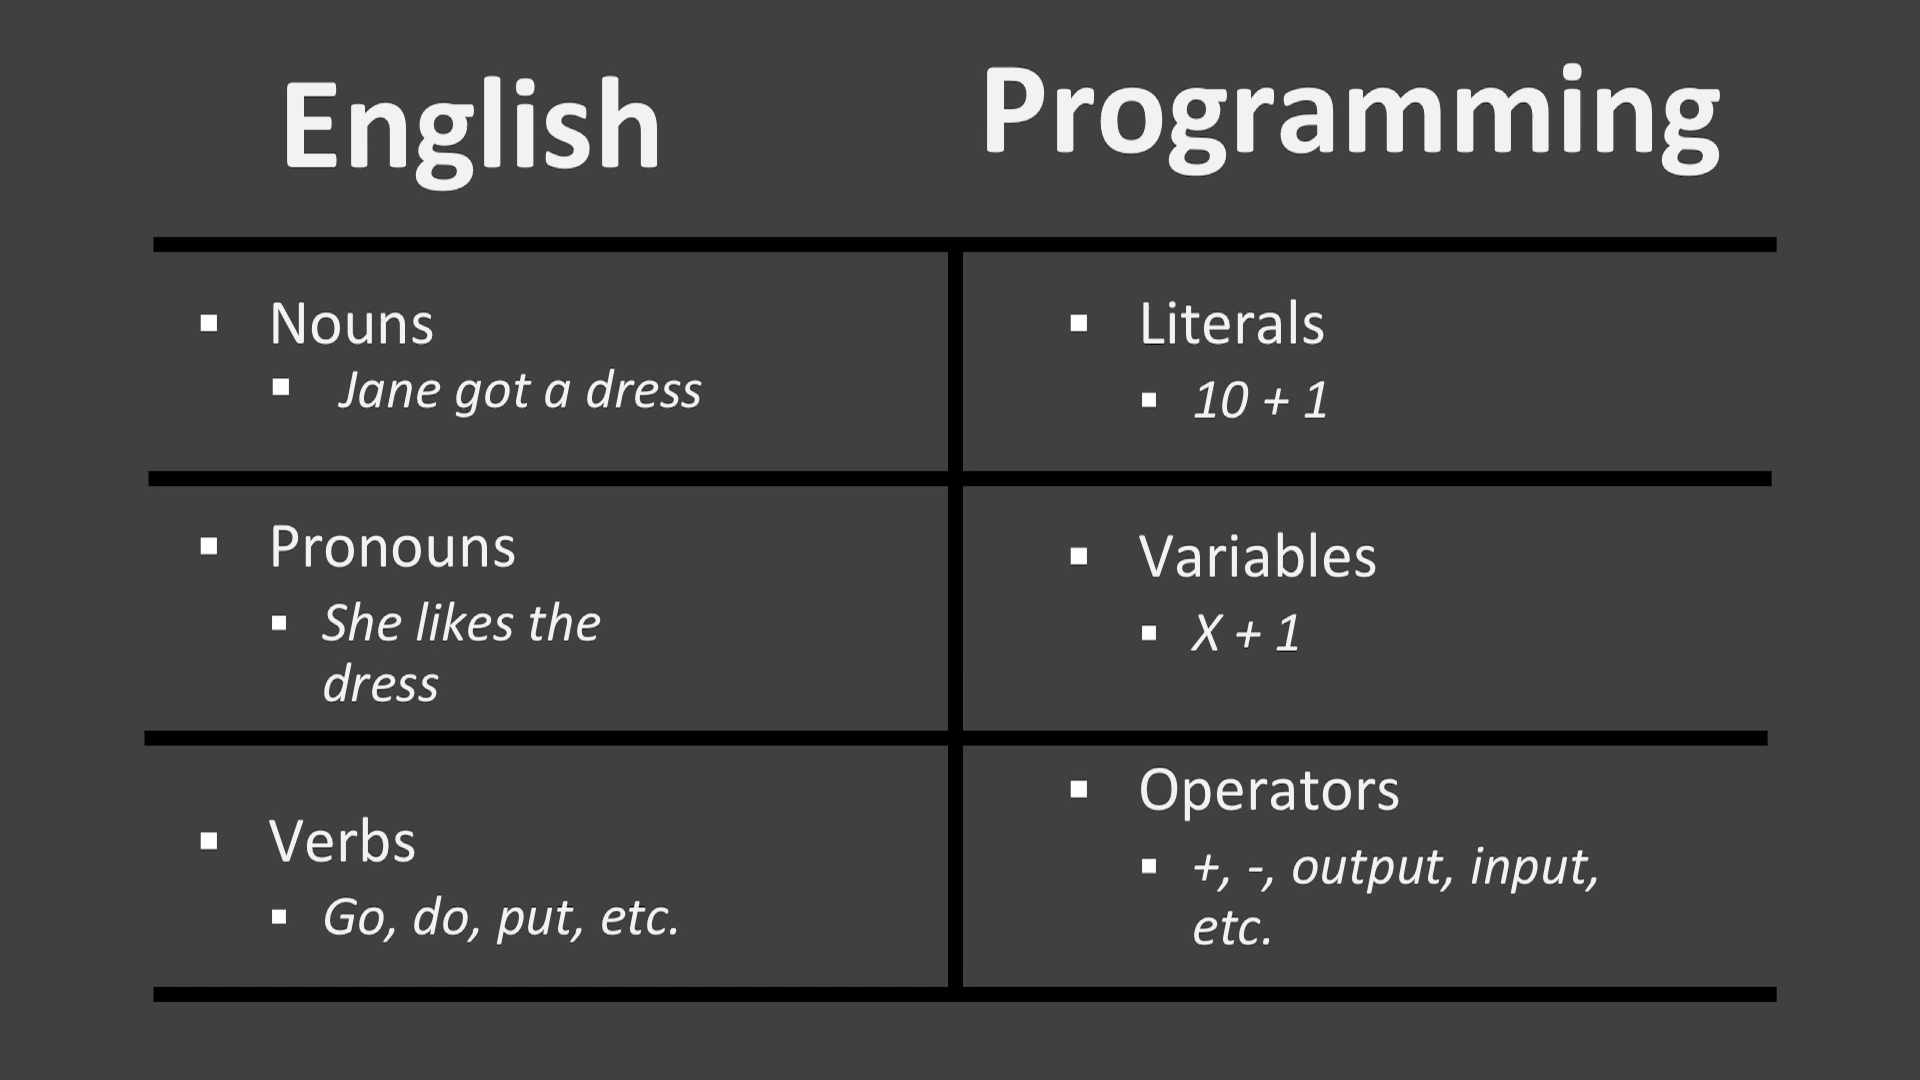 English
Programming
▪ Nouns
▪ Jane got a dress
▪ Literals
▪ 10 + 1
▪ Pronouns
▪ She likes the
dress
▪ Variables
▪ X + 1
▪ Verbs
▪ Go, do, put, etc.
▪ Operators
▪ +, -, output, input,
etc.